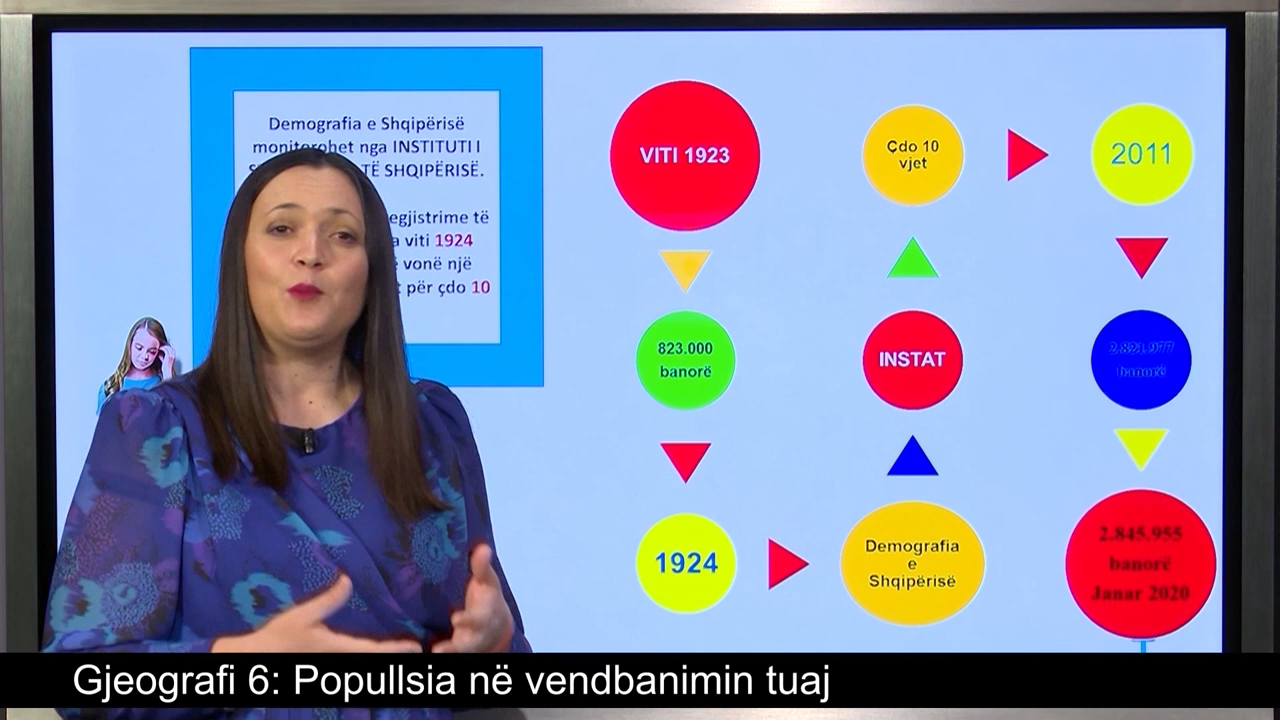 Demografia e Shqipërisë
monitorohet nga INSTITUTI I
TË SHQIPËRISË.
viti 1924
vonë një
për çdo 10
VITI 1923
823.000
banorë
1924
Demografia
e
Shqipërisë
INSTAT
Çdo 10
vjet
2011
2.821.977
banorë
2.845.955
banorë
Janar 2020
Gjeografi 6: Popullsia në vendbanimin tuaj